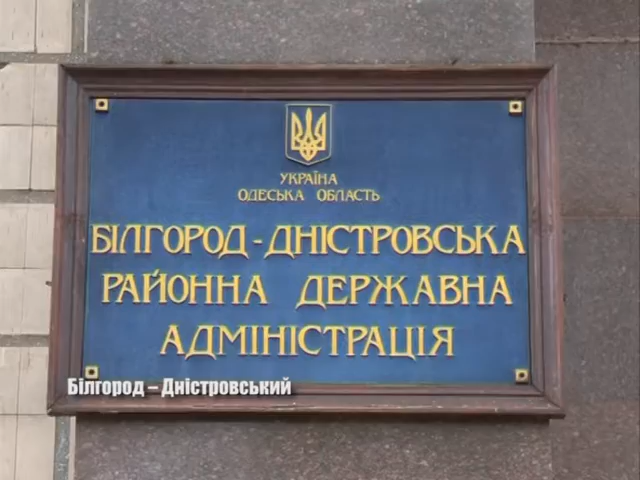 УКРАЇНА
ОДЕСЬКА ОБЛАСТЬ
БІЛГОРОД-ДНІСТРОВСЬКА
РАЙОННА ДЕРЖАВНА
АДМІНІСТРАЦІЯ
Білгород – Дністровський